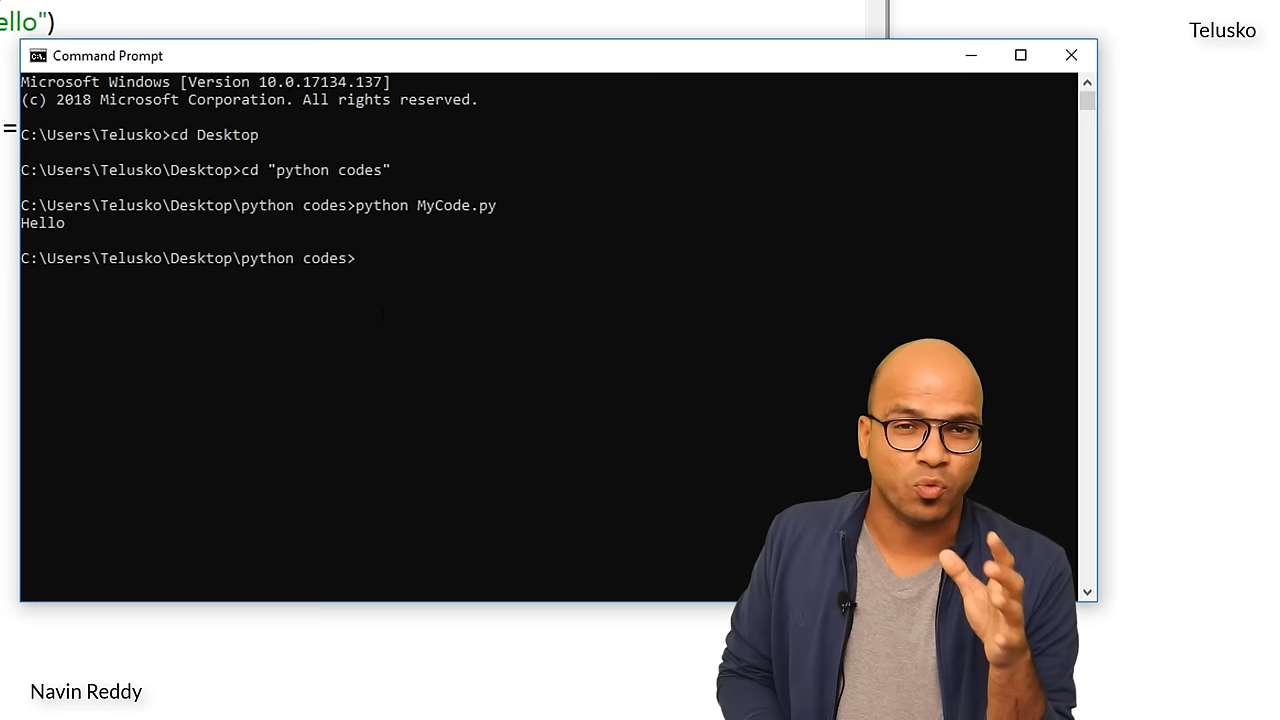 ello")
Telusko
Command Prompt
Microsoft Windows [Version 10.0.17134.137]
(c) 2018 Microsoft Corporation. All rights reserved.
=
C:\Users\Telusko>cd Desktop
C:\Users\Telusko\Desktop>cd "python codes"
C:\Users\Telusko\Desktop\python codes>python MyCode.py
Hello
C:\Users\Telusko\Desktop\python codes>
Navin Reddy